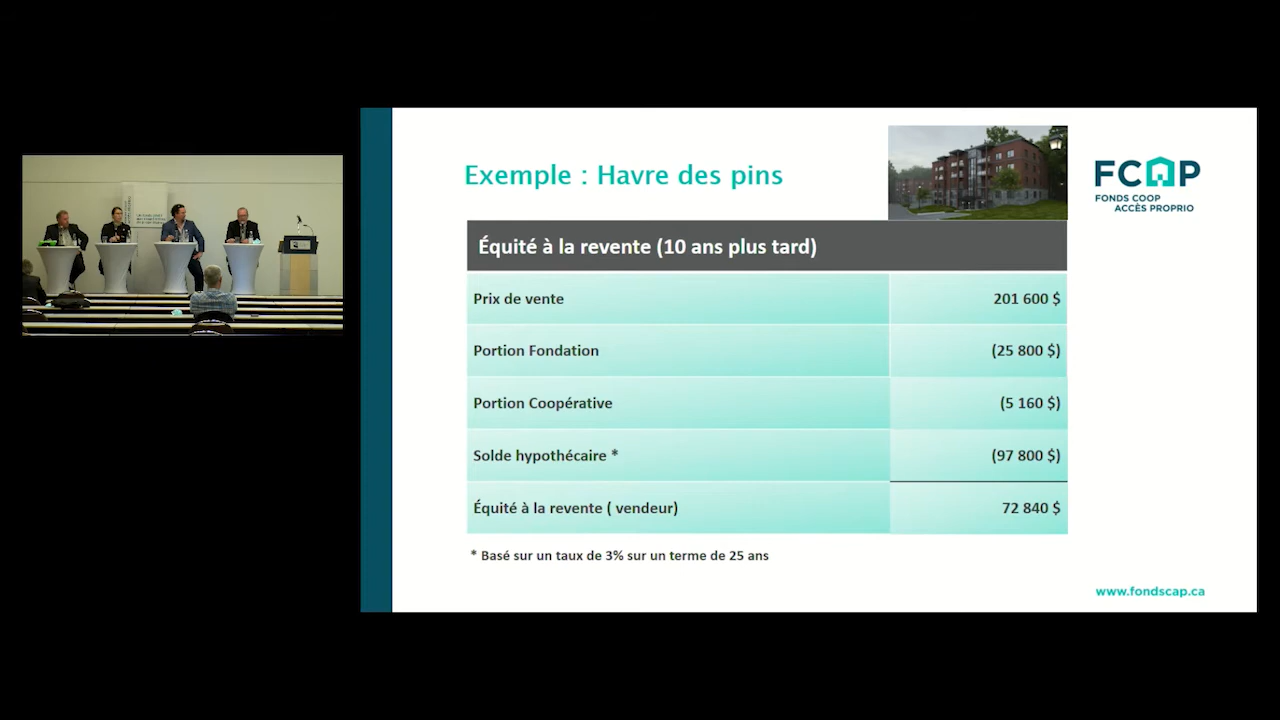 Exemple : Havre des pins
FCAP
FONDS COOP
ACCÈS PROPRIO
Équité à la revente (10 ans plus tard)
Prix de vente 201 600 $
Portion Fondation (25 800 $)
Portion Coopérative (5 160 $)
Solde hypothécaire * (97 800 $)
Équité à la revente ( vendeur) 72 840 $
* Basé sur un taux de 3% sur un terme de 25 ans
www.fondscap.ca